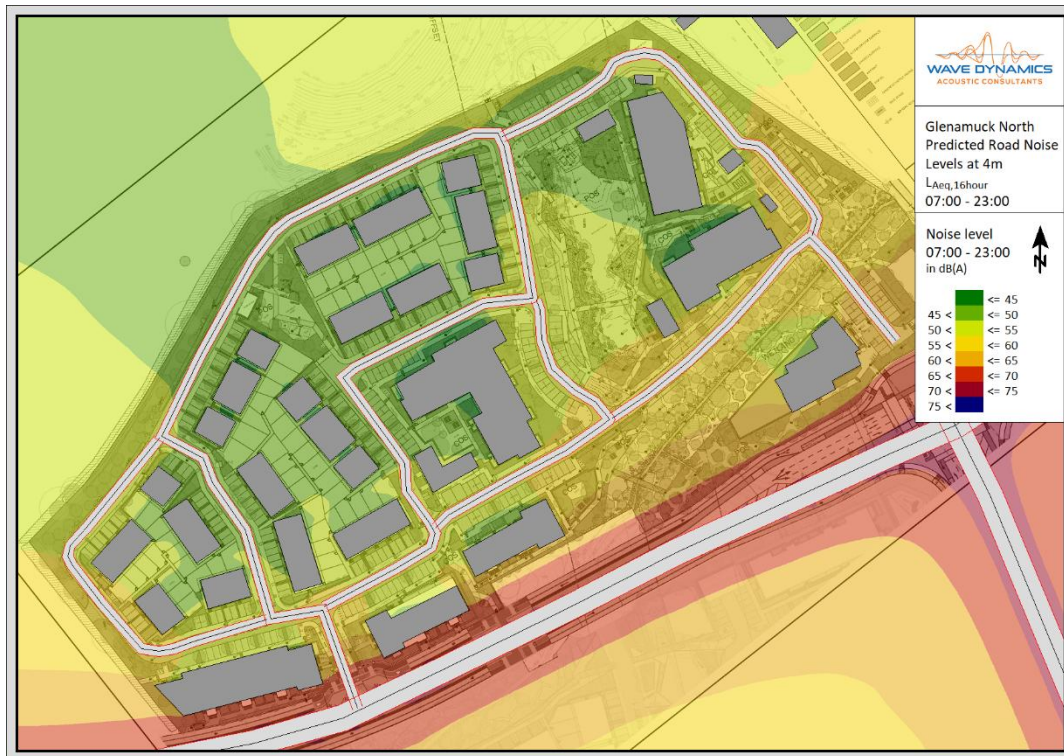 WAVE DYNAMICS
ACOUSTIC CONSULTANTS
Glenamuck North
Predicted Road Noise
Levels at 4m
LAeq,16hour
07:00 - 23:00
Noise level
07:00 - 23:00
in dB(A)
N
<= 45
45 < <= 50
50 < <= 55
55 < <= 60
60 < <= 65
65 < <= 70
70 < <= 75
75 <